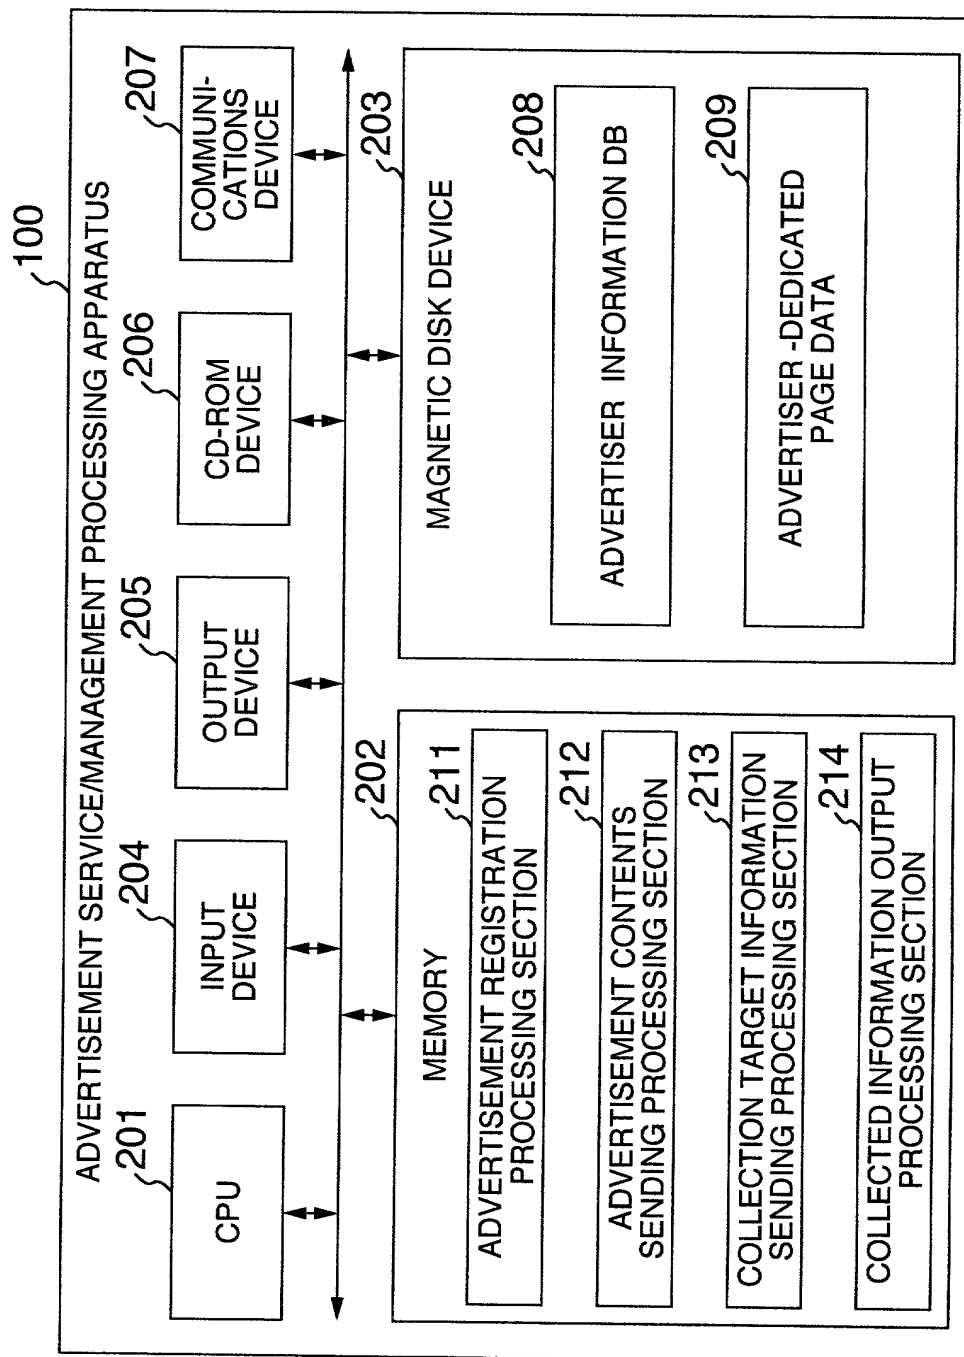 100
ADVERTISEMENT SERVICE/MANAGEMENT PROCESSING APPARATUS
201
CPU
204
INPUT
DEVICE
205
OUTPUT
DEVICE
206
CD-ROM
DEVICE
207
COMMUNI-
CATIONS
DEVICE
202
MEMORY
211
ADVERTISEMENT REGISTRATION
PROCESSING SECTION
212
ADVERTISEMENT CONTENTS
SENDING PROCESSING SECTION
213
COLLECTION TARGET INFORMATION
SENDING PROCESSING SECTION
214
COLLECTED INFORMATION OUTPUT
PROCESSING SECTION
203
MAGNETIC DISK DEVICE
208
ADVERTISER INFORMATION DB
209
ADVERTISER -DEDICATED
PAGE DATA